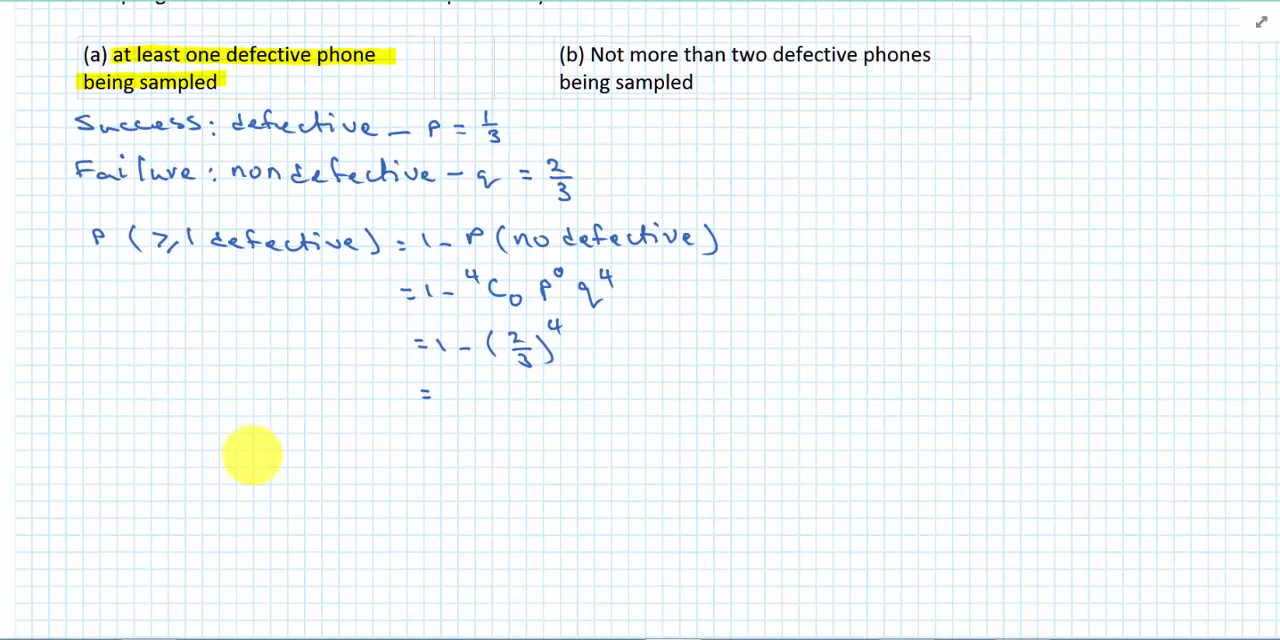 (a) at least one defective phone
being sampled
(b) Not more than two defective phones
being sampled
Success: defective – p = 1/3
Failure: non defective – q = 2/3
P (≥1 defective) = 1 - P (no defective)
= 1 - ⁴C₀ p⁰ q⁴
= 1 - (2/3)⁴
=